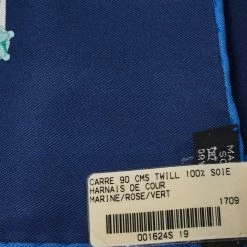 CARRE 90 CMS TWILL 100% SOIE
HARNAIS DE COUR
MARINE/ROSE/VERT
1709
001624S 19